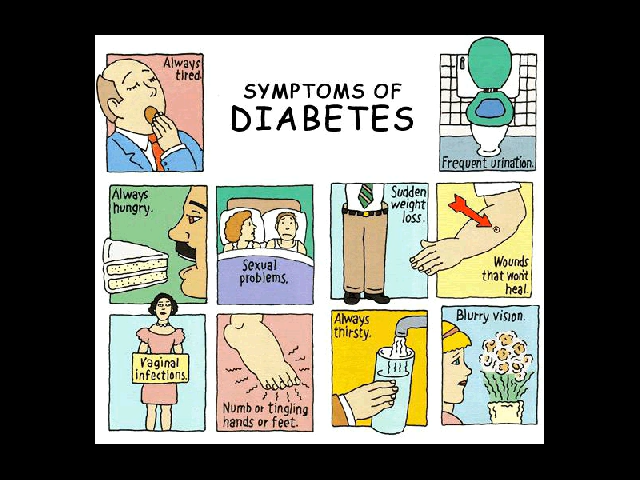 Always
tired.
SYMPTOMS OF
DIABETES
Frequent urination.
Always
hungry.
Sexual
problems.
Sudden
weight
loss.
Wounds
that won't
heal.
Vaginal
infections.
Numb or tingling
hands or feet.
Always
thirsty.
Blurry vision.